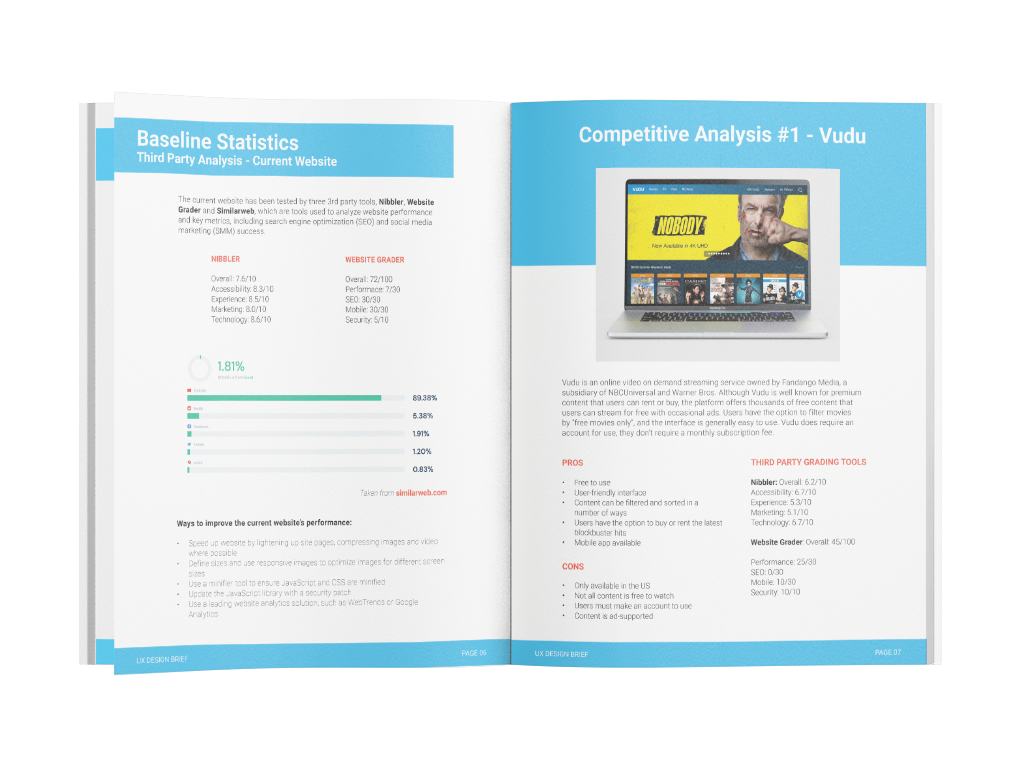 Baseline Statistics
Third Party Analysis - Current Website
The current website has been tested by three 3rd party tools, Nibbler, Website
Grader and Similarweb, which are tools used to analyze website performance
and key metrics, including search engine optimization (SEO) and social media
marketing (SMM) success.
NIBBLER
Overall: 7.6/10
Accessibility: 8.3/10
Experience: 8.5/10
Marketing: 8.0/10
Technology: 8.6/10
WEBSITE GRADER
Overall: 72/100
Performace: 7/30
SEO: 30/30
Mobile: 30/30
Security: 5/10
1.81%
89.38%
6.38%
1.91%
1.20%
0.83%
Taken from similarweb.com
Ways to improve the current website's performance:
• Speed up website by lightening up site pages, compressing images and video
where possible
• Define sizes and use responsive images to optimize images for different screen
sizes
• Use a minifier tool to ensure JavaScript and CSS are minified
• Update the JavaScript library with a security patch
• Use a leading website analytics solution, such as WebTrends or Google
Analytics
UX DESIGN BRIEF
PAGE 06
Competitive Analysis #1 - Vudu
VUDU
NOBODY
Now Available in 4K UHD
Vudu is an online video on demand streaming service owned by Fandango Media, a
subsidiary of NBCUniversal and Warner Bros. Although Vudu is well known for premium
content that users can rent or buy, the platform offers thousands of free content that
users can stream for free with occasional ads. Users have the option to filter movies
by "free movies only", and the interface is generally easy to use. Vudu does require an
account for use, they don't require a monthly subscription fee.
PROS
• Free to use
• User-friendly interface
• Content can be filtered and sorted in a
number of ways
• Users have the option to buy or rent the latest
blockbuster hits
• Mobile app available
CONS
• Only available in the US
• Not all content is free to watch
• Users must make an account to use
• Content is ad-supported
THIRD PARTY GRADING TOOLS
Nibbler: Overall: 6.2/10
Accessibility: 6.7/10
Experience: 5.3/10
Marketing: 5.1/10
Technology: 6.7/10
Website Grader: Overall: 45/100
Performance: 25/30
SEO: 0/30
Mobile: 10/30
Security: 10/10
UX DESIGN BRIEF
PAGE 07